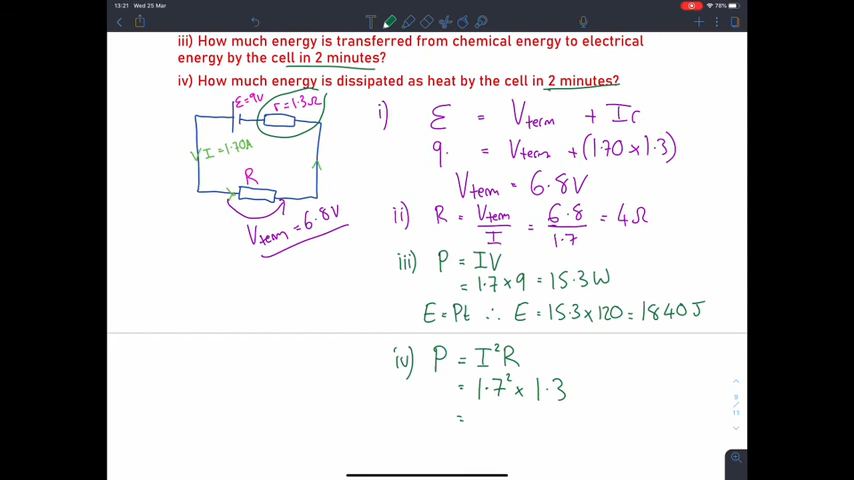 13:21 Wed 25 Mar
78%
iii) How much energy is transferred from chemical energy to electrical
energy by the cell in 2 minutes?
iv) How much energy is dissipated as heat by the cell in 2 minutes?
ε=9V
r=1.3Ω
I=1.70A
R
Vterm=6.8V
i) ε = Vterm + Ir
9. = Vterm + (1.70 x 1.3)
Vterm = 6.8V
ii) R = Vterm/I = 6.8/1.7 = 4Ω
iii) P = IV
= 1.7 x 9 = 15.3W
E=Pt ∴ E = 15.3 x 120 = 1840J
iv) P = I²R
= 1.7² x 1.3
=
9
/
11